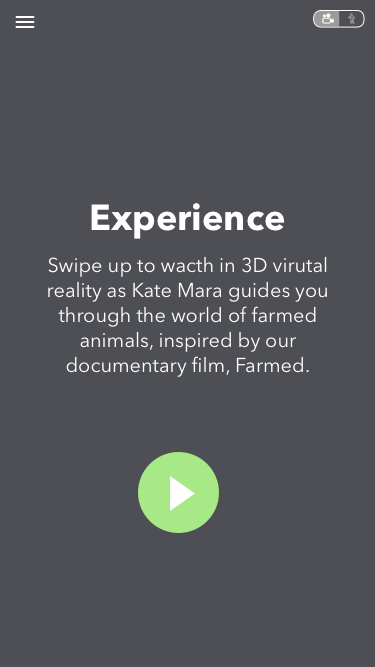 Experience
Swipe up to wacth in 3D virutal
reality as Kate Mara guides you
through the world of farmed
animals, inspired by our
documentary film, Farmed.